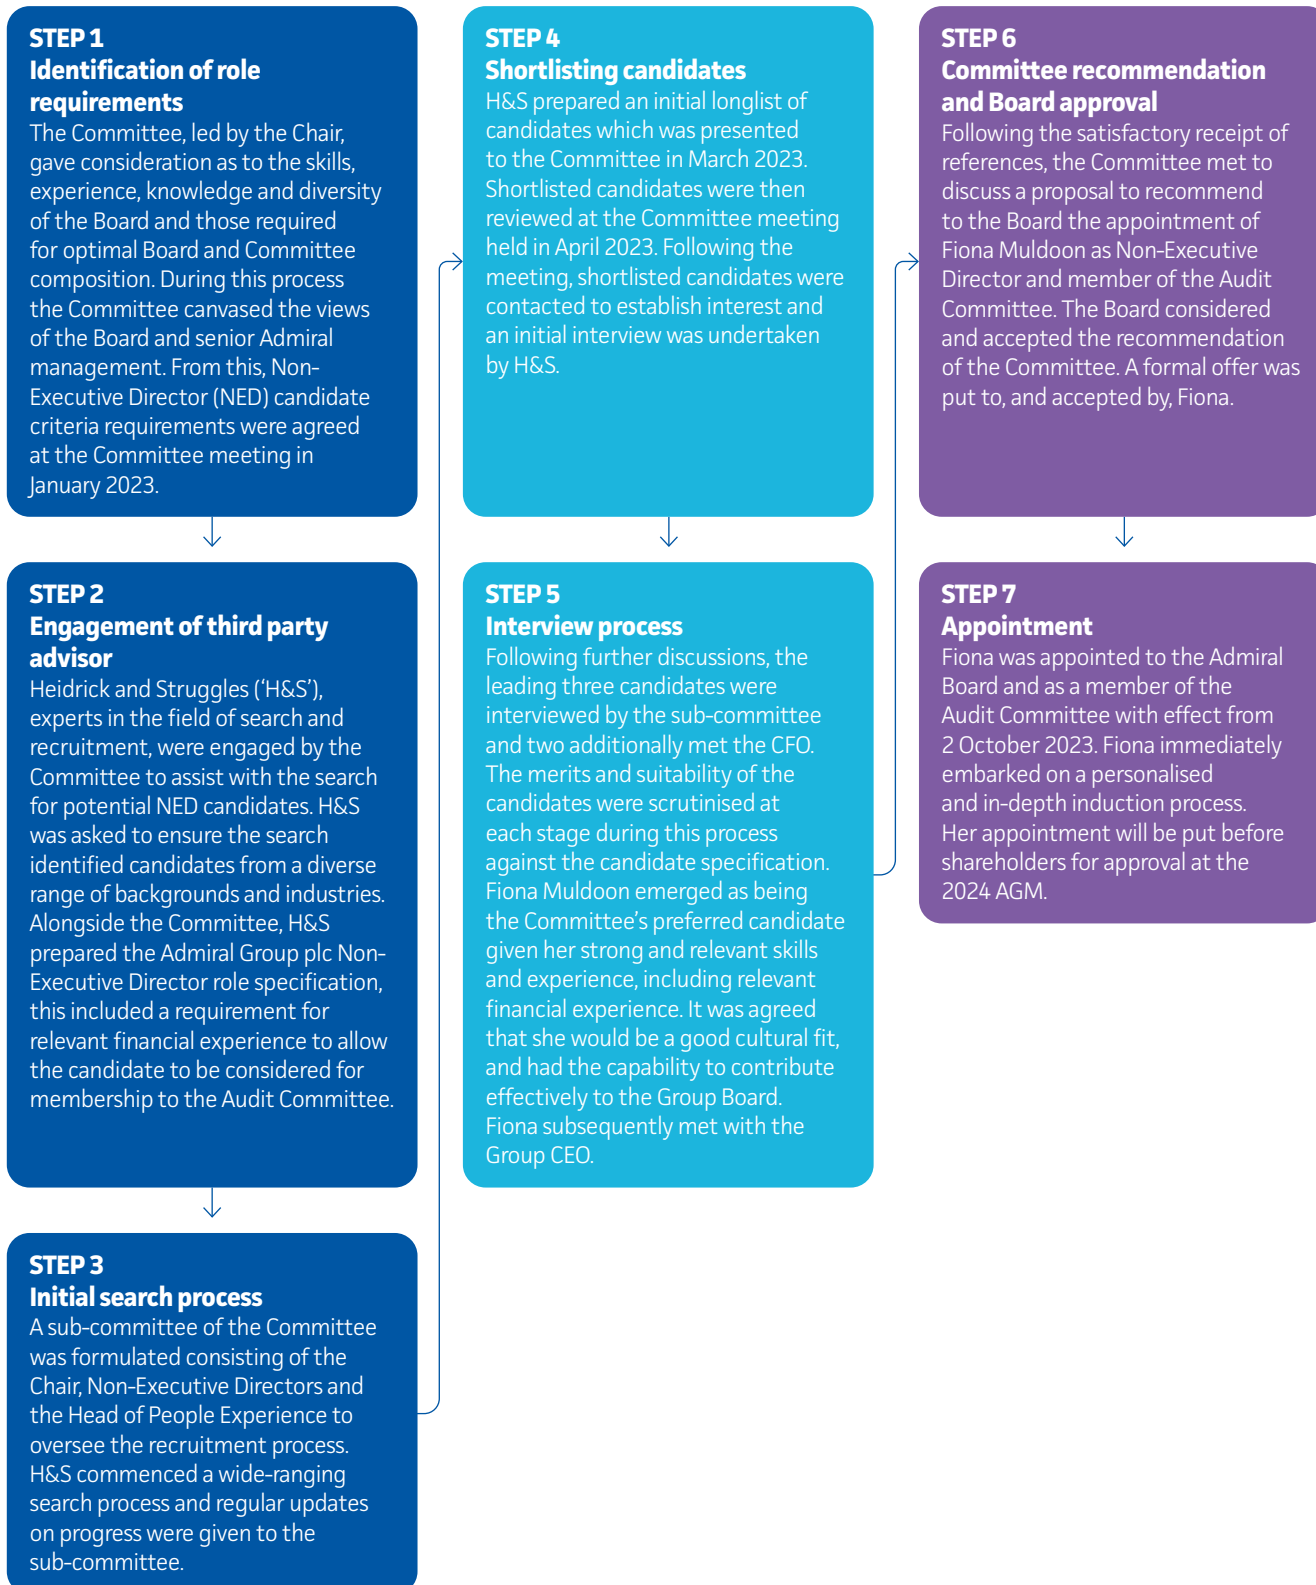 STEP 1
Identification of role
requirements
The Committee, led by the Chair,
gave consideration as to the skills,
experience, knowledge and diversity
of the Board and those required
for optimal Board and Committee
composition. During this process
the Committee canvased the views
of the Board and senior Admiral
management. From this, Non-
Executive Director (NED) candidate
criteria requirements were agreed
at the Committee meeting in
January 2023.
STEP 2
Engagement of third party
advisor
Heidrick and Struggles (‘H&S’),
experts in the field of search and
recruitment, were engaged by the
Committee to assist with the search
for potential NED candidates. H&S
was asked to ensure the search
identified candidates from a diverse
range of backgrounds and industries.
Alongside the Committee, H&S
prepared the Admiral Group plc Non-
Executive Director role specification,
this included a requirement for
relevant financial experience to allow
the candidate to be considered for
membership to the Audit Committee.
STEP 3
Initial search process
A sub-committee of the Committee
was formulated consisting of the
Chair, Non-Executive Directors and
the Head of People Experience to
oversee the recruitment process.
H&S commenced a wide-ranging
search process and regular updates
on progress were given to the
sub-committee.
STEP 4
Shortlisting candidates
H&S prepared an initial longlist of
candidates which was presented
to the Committee in March 2023.
Shortlisted candidates were then
reviewed at the Committee meeting
held in April 2023. Following the
meeting, shortlisted candidates were
contacted to establish interest and
an initial interview was undertaken
by H&S.
STEP 5
Interview process
Following further discussions, the
leading three candidates were
interviewed by the sub-committee
and two additionally met the CFO.
The merits and suitability of the
candidates were scrutinised at
each stage during this process
against the candidate specification.
Fiona Muldoon emerged as being
the Committee’s preferred candidate
given her strong and relevant skills
and experience, including relevant
financial experience. It was agreed
that she would be a good cultural fit,
and had the capability to contribute
effectively to the Group Board.
Fiona subsequently met with the
Group CEO.
STEP 6
Committee recommendation
and Board approval
Following the satisfactory receipt of
references, the Committee met to
discuss a proposal to recommend
to the Board the appointment of
Fiona Muldoon as Non-Executive
Director and member of the Audit
Committee. The Board considered
and accepted the recommendation
of the Committee. A formal offer was
put to, and accepted by, Fiona.
STEP 7
Appointment
Fiona was appointed to the Admiral
Board and as a member of the
Audit Committee with effect from
2 October 2023. Fiona immediately
embarked on a personalised
and in-depth induction process.
Her appointment will be put before
shareholders for approval at the
2024 AGM.